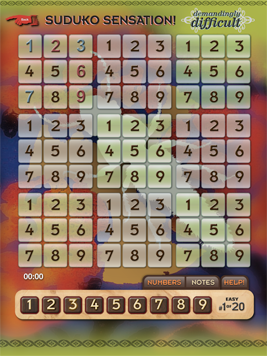 SUDUKO SENSATION!
demandingly
difficult
1 2 3 1 2 3 1 2 3
4 5 6 4 5 6 4 5 6
7 8 9 7 8 9 7 8 9
1 2 3 1 2 3 1 2 3
4 5 6 4 5 6 4 5 6
7 8 9 7 8 9 7 8 9
1 2 3 1 2 3 1 2 3
4 5 6 4 5 6 4 5 6
7 8 9 7 8 9 7 8 9
00:00
NUMBERS NOTES HELP!
1 2 3 4 5 6 7 8 9
EASY
#1 OF 20